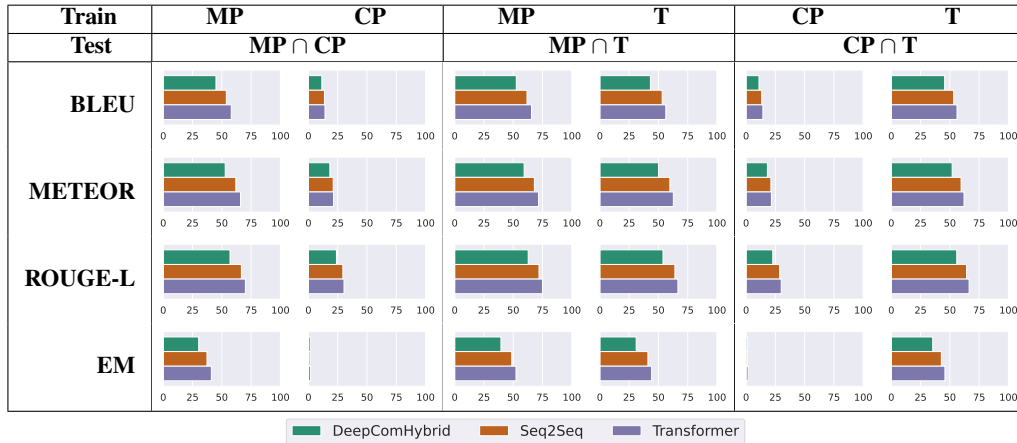 Train MP CP MP T CP T
Test MP ∩ CP MP ∩ T CP ∩ T
BLEU
0 25 50 75 100 0 25 50 75 100 0 25 50 75 100 0 25 50 75 100 0 25 50 75 100 0 25 50 75 100
METEOR
0 25 50 75 100 0 25 50 75 100 0 25 50 75 100 0 25 50 75 100 0 25 50 75 100 0 25 50 75 100
ROUGE-L
0 25 50 75 100 0 25 50 75 100 0 25 50 75 100 0 25 50 75 100 0 25 50 75 100 0 25 50 75 100
EM
0 25 50 75 100 0 25 50 75 100 0 25 50 75 100 0 25 50 75 100 0 25 50 75 100 0 25 50 75 100
DeepComHybrid Seq2Seq Transformer